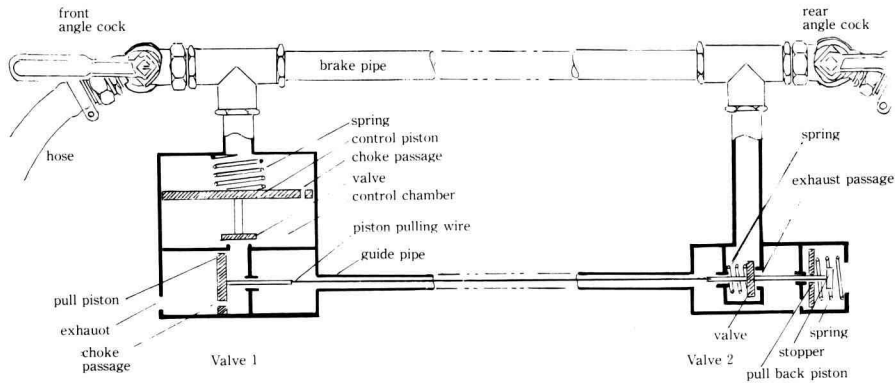 front
angle cock
rear
angle cock
brake pipe
hose
spring
control piston
choke passage
valve
control chamber
piston pulling wire
guide pipe
spring
exhaust passage
pull piston
exhauot
choke
passage
Valve 1
valve
Valve 2
spring
stopper
pull back piston